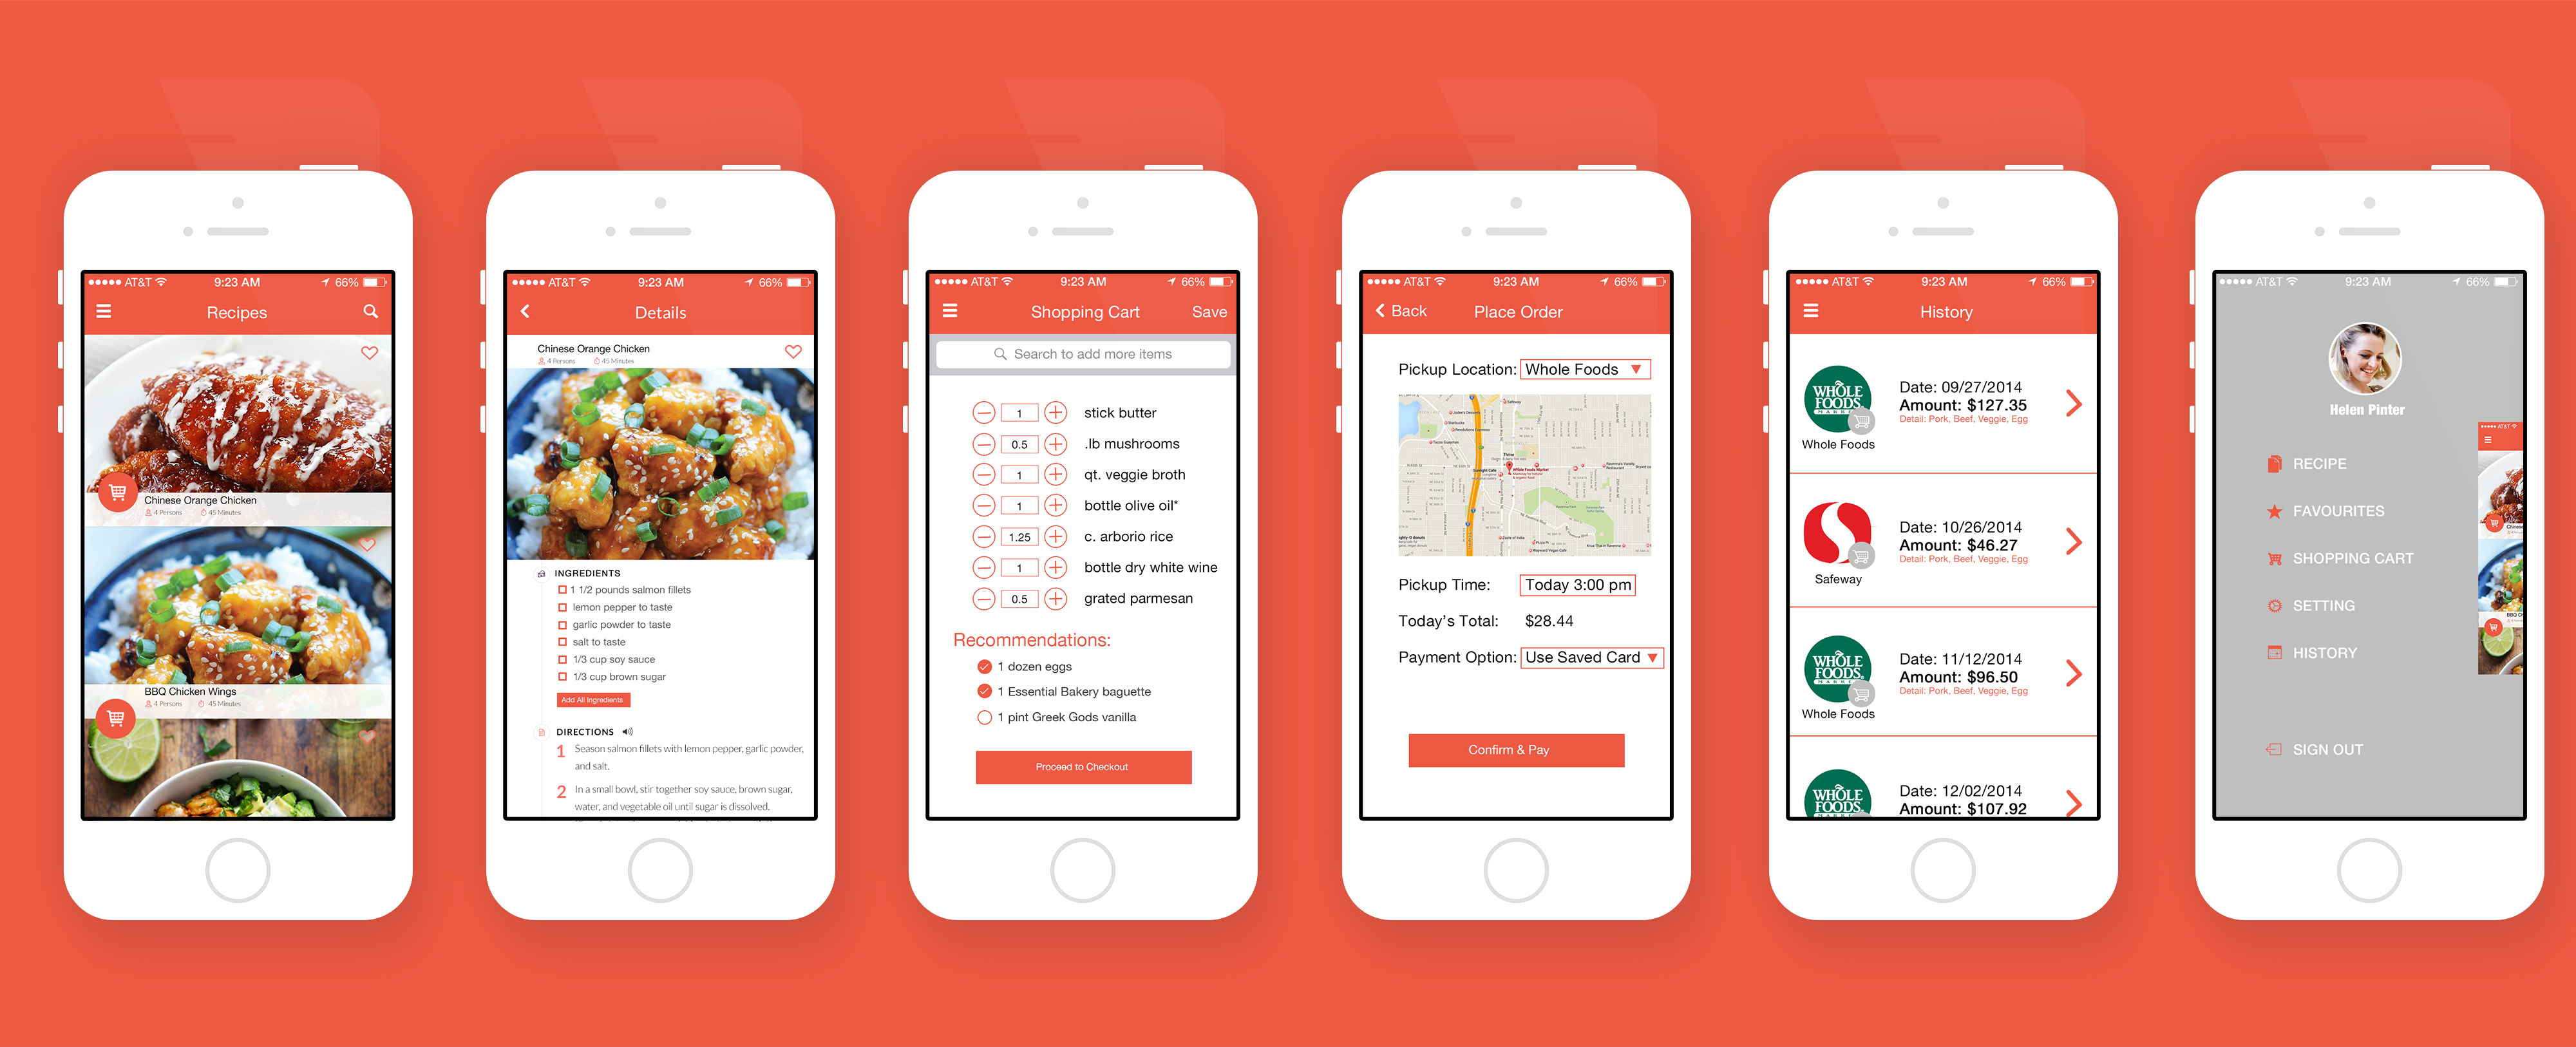 AT&T 9:23 AM 66%
Recipes
Chinese Orange Chicken
4 Persons 45 Minutes
BBQ Chicken Wings
4 Persons 45 Minutes
AT&T 9:23 AM 66%
Details
Chinese Orange Chicken
4 Persons 45 Minutes
INGREDIENTS
1 1/2 pounds salmon fillets
lemon pepper to taste
garlic powder to taste
salt to taste
1/3 cup soy sauce
1/3 cup brown sugar
Add All Ingredients
DIRECTIONS
1 Season salmon fillets with lemon pepper, garlic powder,
and salt.
2 In a small bowl, stir together soy sauce, brown sugar,
water, and vegetable oil until sugar is dissolved.
AT&T 9:23 AM 66%
Shopping Cart Save
Search to add more items
1 stick butter
0.5 .lb mushrooms
1 qt. veggie broth
1 bottle olive oil*
1.25 c. arborio rice
1 bottle dry white wine
0.5 grated parmesan
Recommendations:
1 dozen eggs
1 Essential Bakery baguette
1 pint Greek Gods vanilla
Proceed to Checkout
AT&T 9:23 AM 66%
Back Place Order
Pickup Location: Whole Foods
Whole Foods Market
Pickup Time: Today 3:00 pm
Today's Total: $28.44
Payment Option: Use Saved Card
Confirm & Pay
AT&T 9:23 AM 66%
History
WHOLE
FOODS
MARKET
Whole Foods
Date: 09/27/2014
Amount: $127.35
Detail: Pork, Beef, Veggie, Egg
Safeway
Date: 10/26/2014
Amount: $46.27
Detail: Pork, Beef, Veggie, Egg
WHOLE
FOODS
MARKET
Whole Foods
Date: 11/12/2014
Amount: $96.50
Detail: Pork, Beef, Veggie, Egg
WHOLE
FOODS
Date: 12/02/2014
Amount: $107.92
AT&T 9:23 AM 66%
Helen Pinter
RECIPE
FAVOURITES
SHOPPING CART
SETTING
HISTORY
SIGN OUT
AT&T